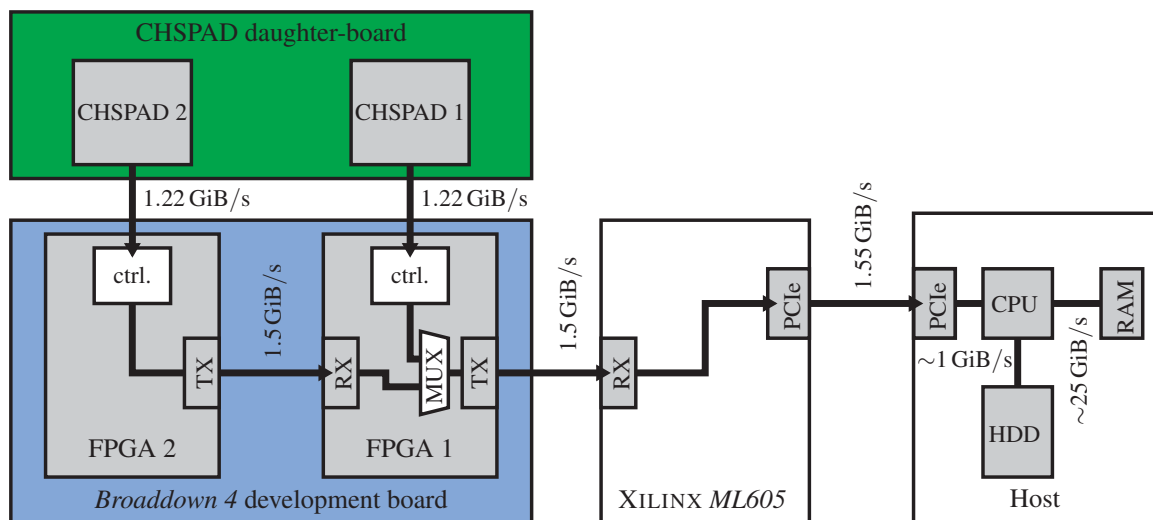 CHSPAD daughter-board
CHSPAD 2
CHSPAD 1
1.22 GiB/s
1.22 GiB/s
ctrl.
ctrl.
1.5 GiB/s
1.5 GiB/s
1.55 GiB/s
TX
RX
MUX
TX
RX
PCIe
PCIe
CPU
RAM
~1 GiB/s
~25 GiB/s
HDD
FPGA 2
FPGA 1
Broaddown 4 development board
XILINX ML605
Host